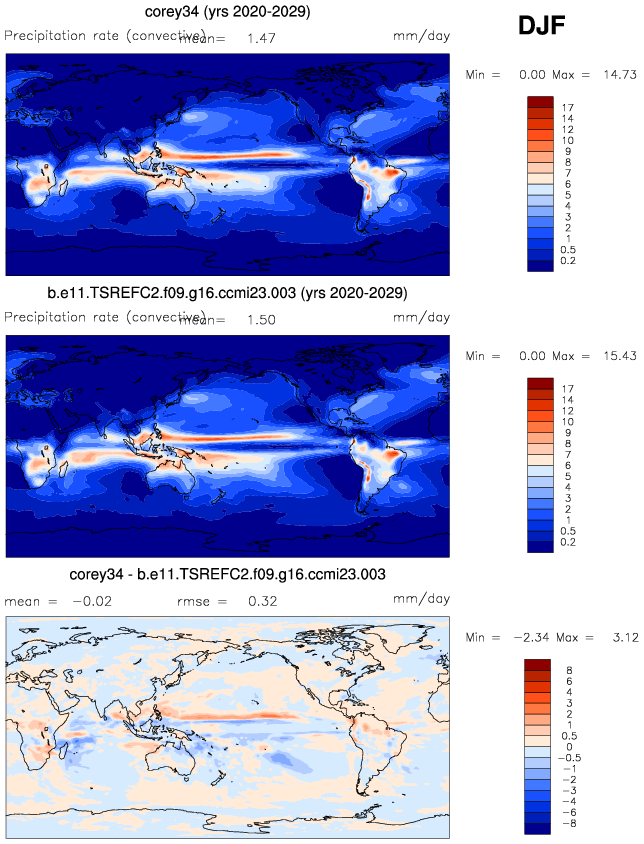 corey34 (yrs 2020-2029)
DJF
Precipitation rate (convective)
mean= 1.47
mm/day
Min = 0.00 Max = 14.73
17
14
12
10
9
8
7
6
5
4
3
2
1
0.5
0.2
b.e11.TSREFC2.f09.g16.ccmi23.003 (yrs 2020-2029)
Precipitation rate (convective)
mean= 1.50
mm/day
Min = 0.00 Max = 15.43
17
14
12
10
9
8
7
6
5
4
3
2
1
0.5
0.2
corey34 - b.e11.TSREFC2.f09.g16.ccmi23.003
mean = -0.02
rmse = 0.32
mm/day
Min = -2.34 Max = 3.12
8
6
4
3
2
1
0.5
0
-0.5
-1
-2
-3
-4
-6
-8